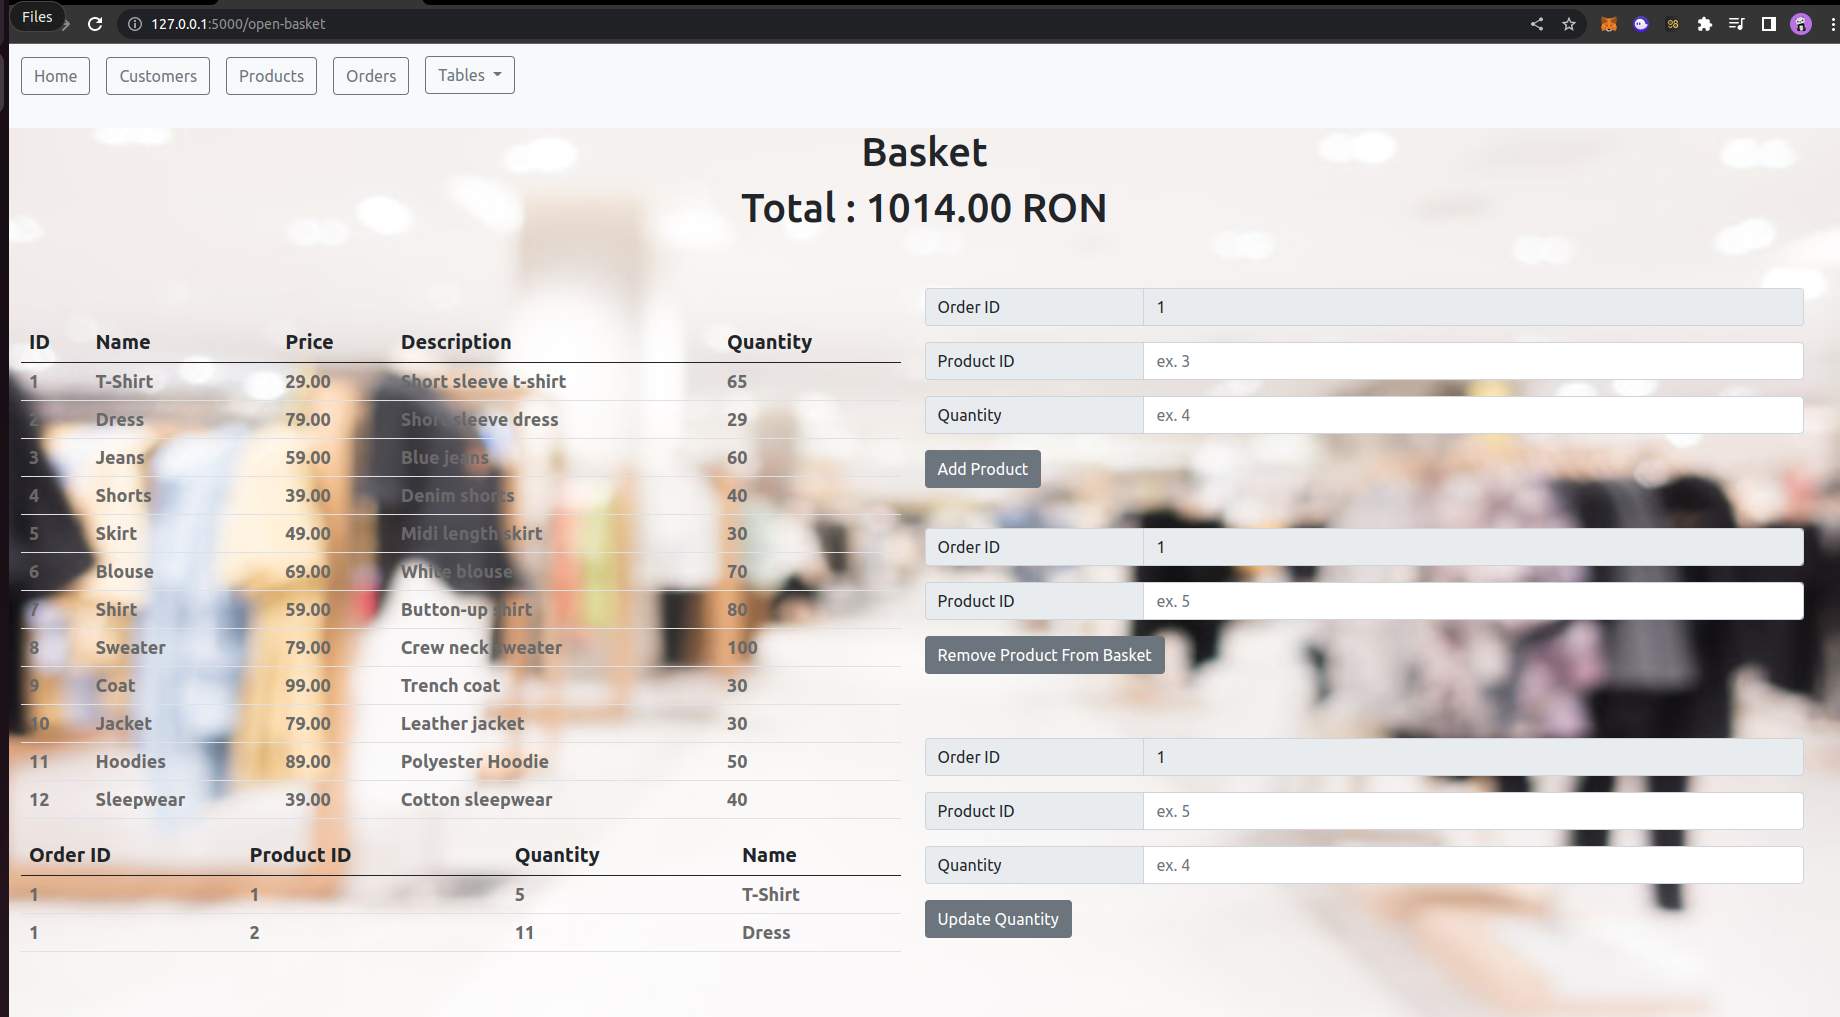 Files
127.0.0.1:5000/open-basket
98
Home Customers Products Orders Tables
Basket
Total : 1014.00 RON
ID Name Price Description Quantity
1 T-Shirt 29.00 Short sleeve t-shirt 65
2 Dress 79.00 Short sleeve dress 29
3 Jeans 59.00 Blue jeans 60
4 Shorts 39.00 Denim shorts 40
5 Skirt 49.00 Midi length skirt 30
6 Blouse 69.00 White blouse 70
7 Shirt 59.00 Button-up shirt 80
8 Sweater 79.00 Crew neck sweater 100
9 Coat 99.00 Trench coat 30
10 Jacket 79.00 Leather jacket 30
11 Hoodies 89.00 Polyester Hoodie 50
12 Sleepwear 39.00 Cotton sleepwear 40
Order ID Product ID Quantity Name
1 1 5 T-Shirt
1 2 11 Dress
Order ID 1
Product ID ex. 3
Quantity ex. 4
Add Product
Order ID 1
Product ID ex. 5
Remove Product From Basket
Order ID 1
Product ID ex. 5
Quantity ex. 4
Update Quantity